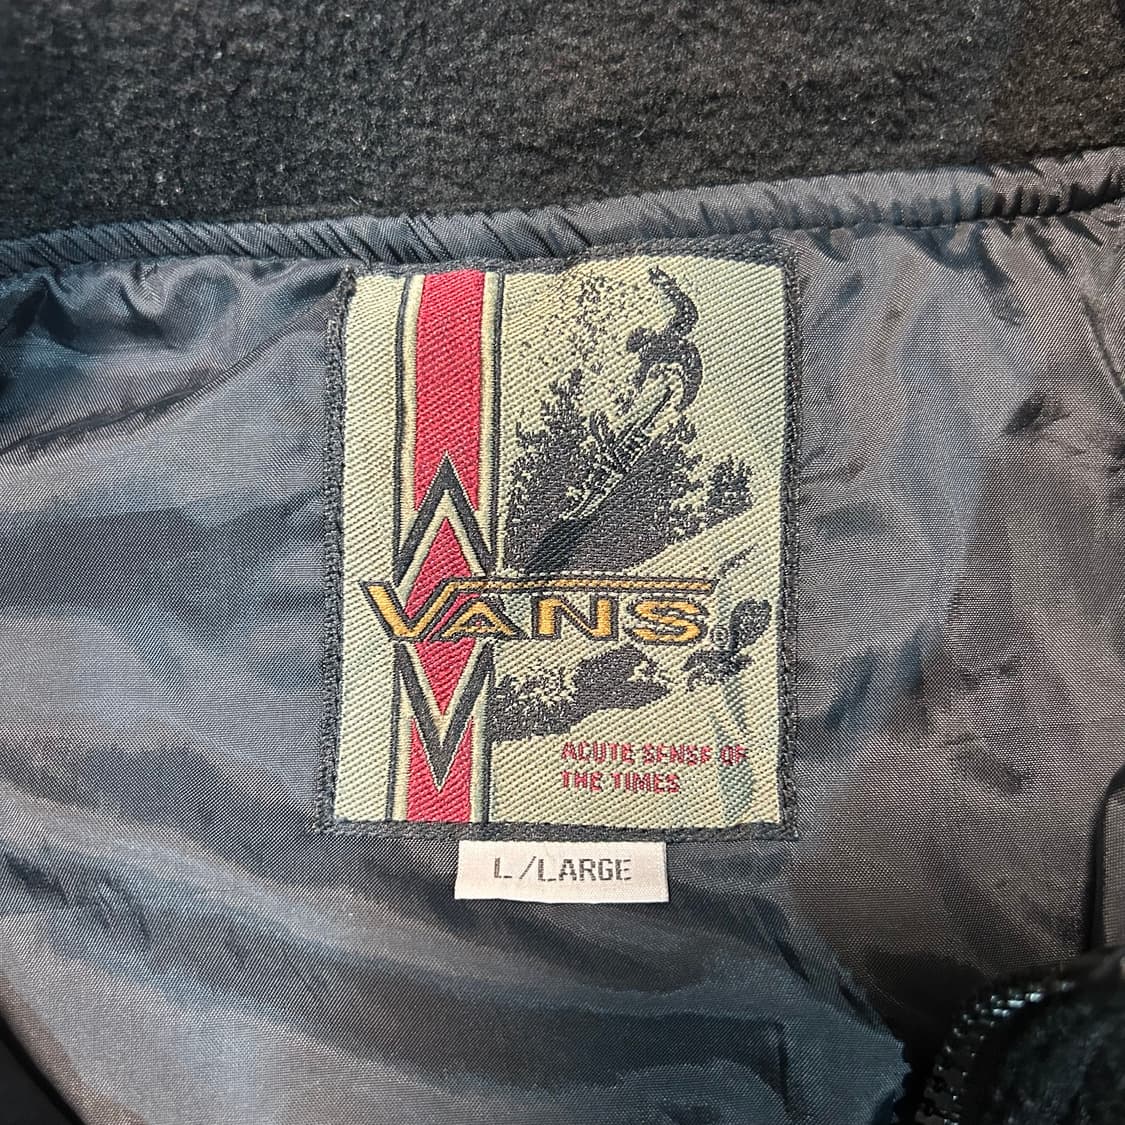 VANS®
ACUTE SENSE OF
THE TIMES
L/LARGE